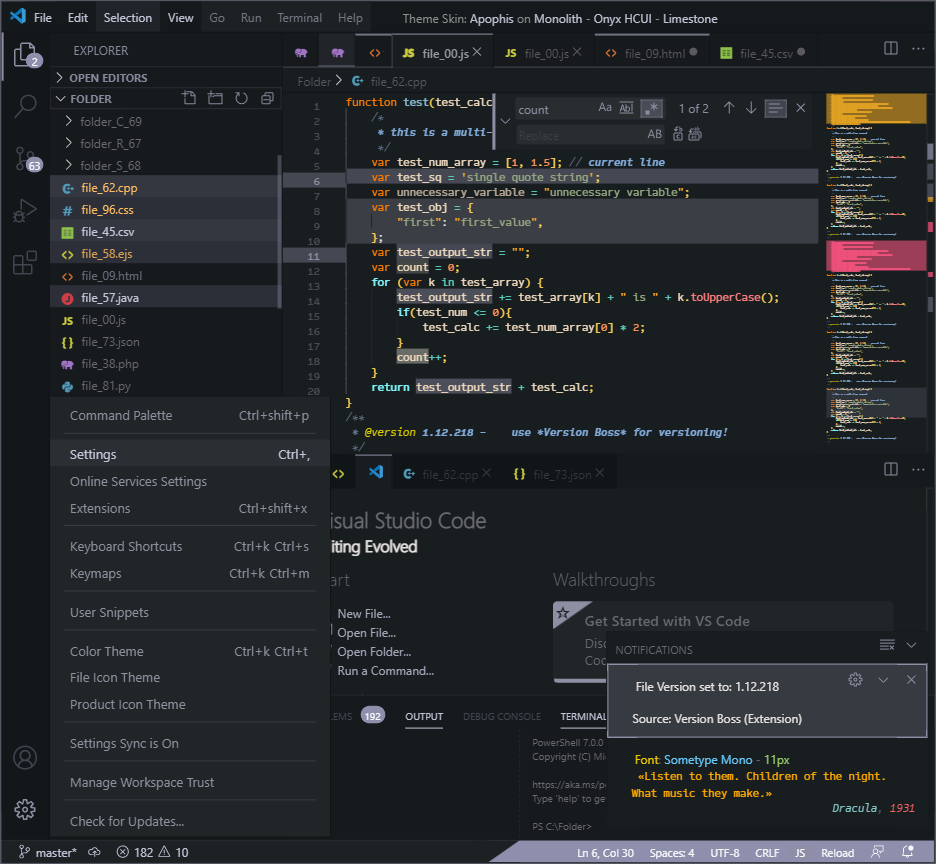 File Edit Selection View Go Run Terminal Help Theme Skin: Apophis on Monolith - Onyx HCUI - Limestone
2
63
EXPLORER
OPEN EDITORS
FOLDER
folder_C_69
folder_R_67
folder_S_68
file_62.cpp
file_96.css
file_45.csv
file_58.ejs
file_09.html
file_57.java
file_00.js
file_73.json
file_38.php
file_81.py
JS file_00.js
JS file_00.js
file_09.html
file_45.csv
Folder > file_62.cpp
count Aa Ab 1 of 2
Replace AB
1 function test(test_calc
2 /*
3 * this is a multi-
4 */
5 var test_num_array = [1, 1.5]; // current line
6 var test_sq = 'single quote string';
7 var unnecessary_variable = "unnecessary variable";
8 var test_obj = {
9 "first": "first_value",
10 };
11 var test_output_str = "";
12 var count = 0;
13 for (var k in test_array) {
14 test_output_str += test_array[k] + " is " + k.toUpperCase();
15 if(test_num <= 0){
16 test_calc += test_num_array[0] * 2;
17 }
18 count++;
19 }
20 return test_output_str + test_calc;
}
/**
* @version 1.12.218 - use *Version Boss* for versioning!
*/
Command Palette Ctrl+shift+p
Settings Ctrl+,
Online Services Settings
Extensions Ctrl+shift+x
Keyboard Shortcuts Ctrl+k Ctrl+s
Keymaps Ctrl+k Ctrl+m
User Snippets
Color Theme Ctrl+k Ctrl+t
File Icon Theme
Product Icon Theme
Settings Sync is On
Manage Workspace Trust
Check for Updates...
file_62.cpp
file_73.json
isual Studio Code
iting Evolved
art
New File...
Open File...
Open Folder...
Run a Command...
Walkthroughs
Get Started with VS Code
Disc
Coc
LEMS 192 OUTPUT DEBUG CONSOLE TERMINAL
PowerShell 7.0.0
Copyright (C) Mi
https://aka.ms/p
Type 'help' to ge
PS C:\Folder>
NOTIFICATIONS
File Version set to: 1.12.218
Source: Version Boss (Extension)
Font: Sometype Mono - 11px
«Listen to them. Children of the night.
What music they make.»
Dracula, 1931
master* 182 10 Ln 6, Col 30 Spaces: 4 UTF-8 CRLF JS Reload